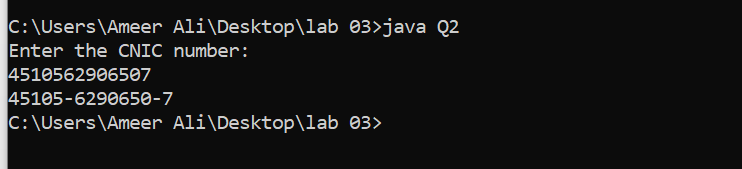 C:\Users\Ameer Ali\Desktop\lab 03>java Q2
Enter the CNIC number:
4510562906507
45105-6290650-7
C:\Users\Ameer Ali\Desktop\lab 03>